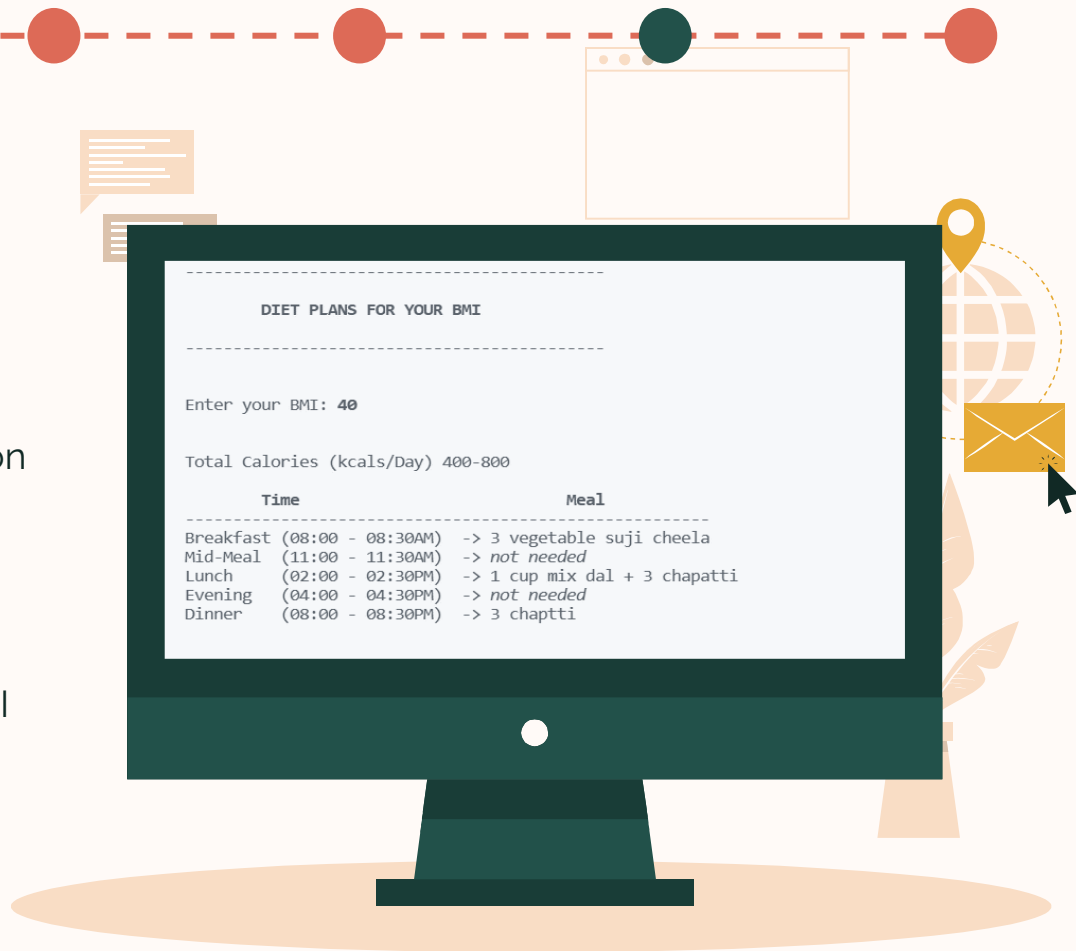 ------------------------------------------
DIET PLANS FOR YOUR BMI
------------------------------------------
Enter your BMI: 40
on
Total Calories (kcals/Day) 400-800
Time Meal
-------------------------------------------------------
Breakfast (08:00 - 08:30AM) -> 3 vegetable suji cheela
Mid-Meal (11:00 - 11:30AM) -> not needed
Lunch (02:00 - 02:30PM) -> 1 cup mix dal + 3 chapatti
Evening (04:00 - 04:30PM) -> not needed
Dinner (08:00 - 08:30PM) -> 3 chaptti
l